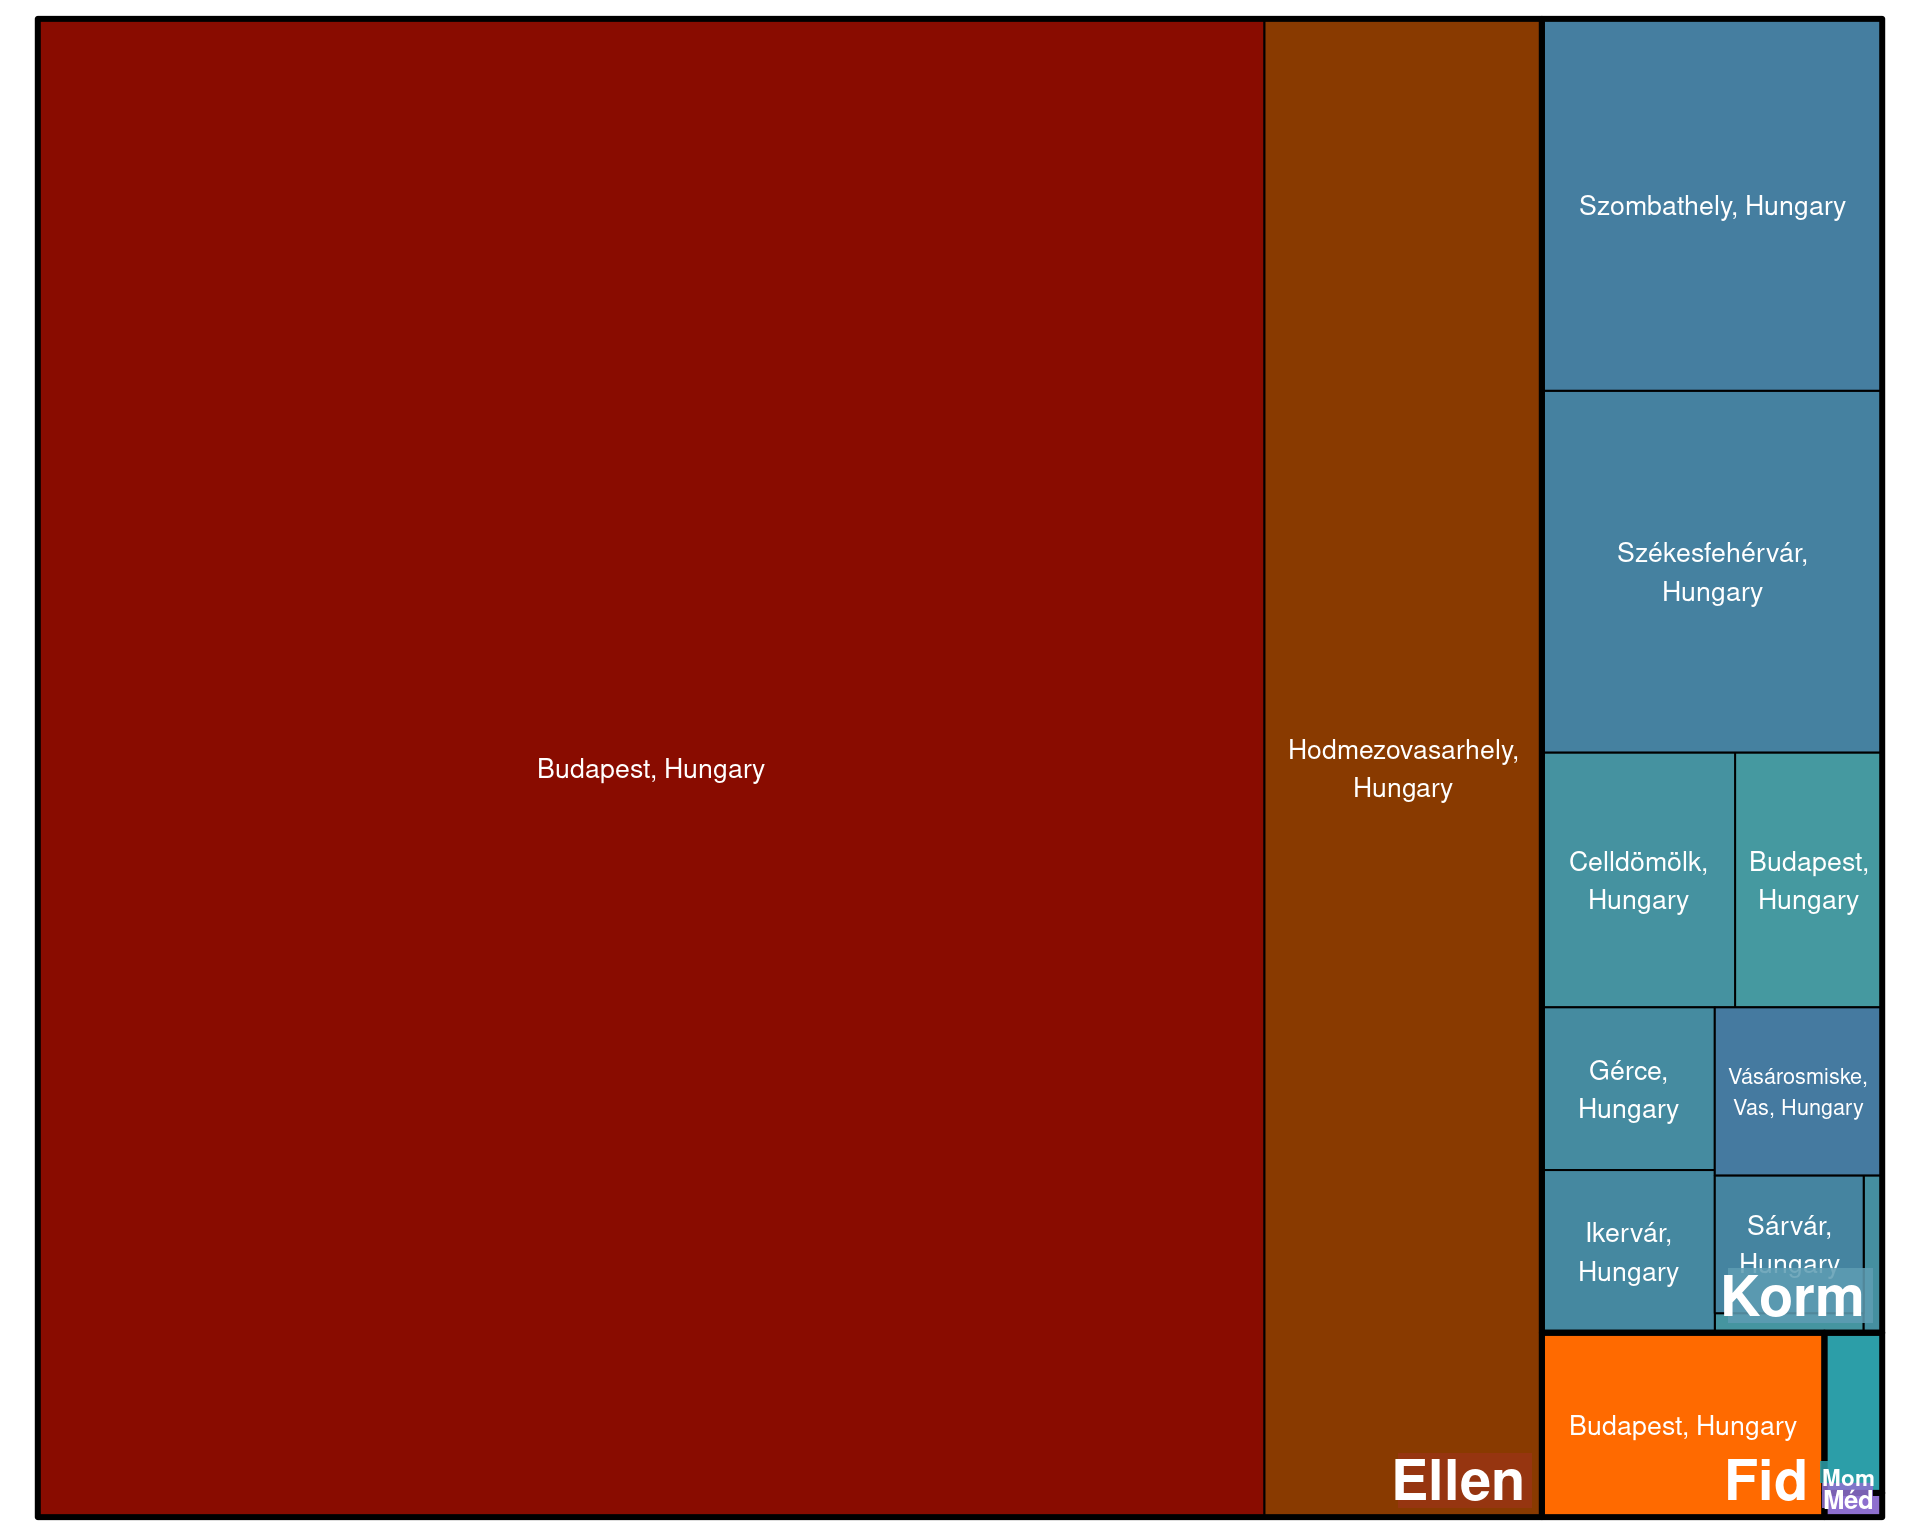 Budapest, Hungary
Hodmezovasarhely,
Hungary
Ellen
Szombathely, Hungary
Székesfehérvár,
Hungary
Celldömölk,
Hungary
Budapest,
Hungary
Gérce,
Hungary
Vásárosmiske,
Vas, Hungary
Ikervár,
Hungary
Sárvár,
Hungary
Korm
Budapest, Hungary
Fid
Mom
Méd